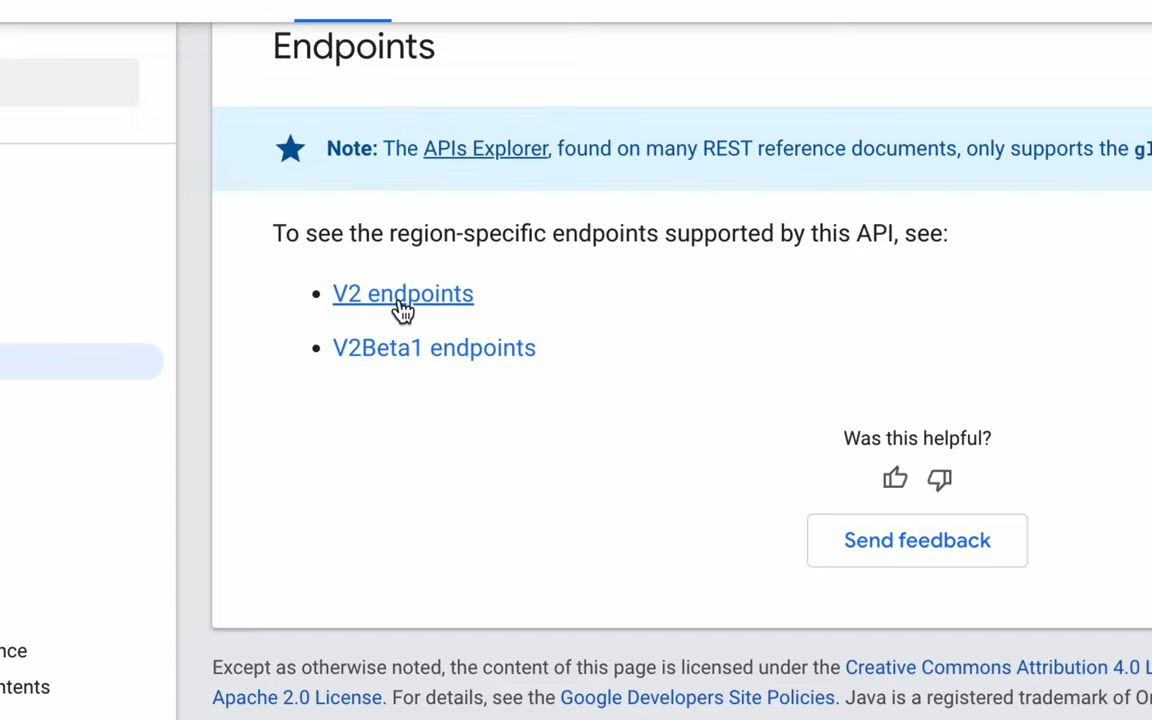 Endpoints
Note: The APIs Explorer, found on many REST reference documents, only supports the
To see the region-specific endpoints supported by this API, see:
• V2 endpoints
• V2Beta1 endpoints
Was this helpful?
Send feedback
nce
Except as otherwise noted, the content of this page is licensed under the Creative Commons Attribution 4.0 L
ntents
Apache 2.0 License. For details, see the Google Developers Site Policies. Java is a registered trademark of